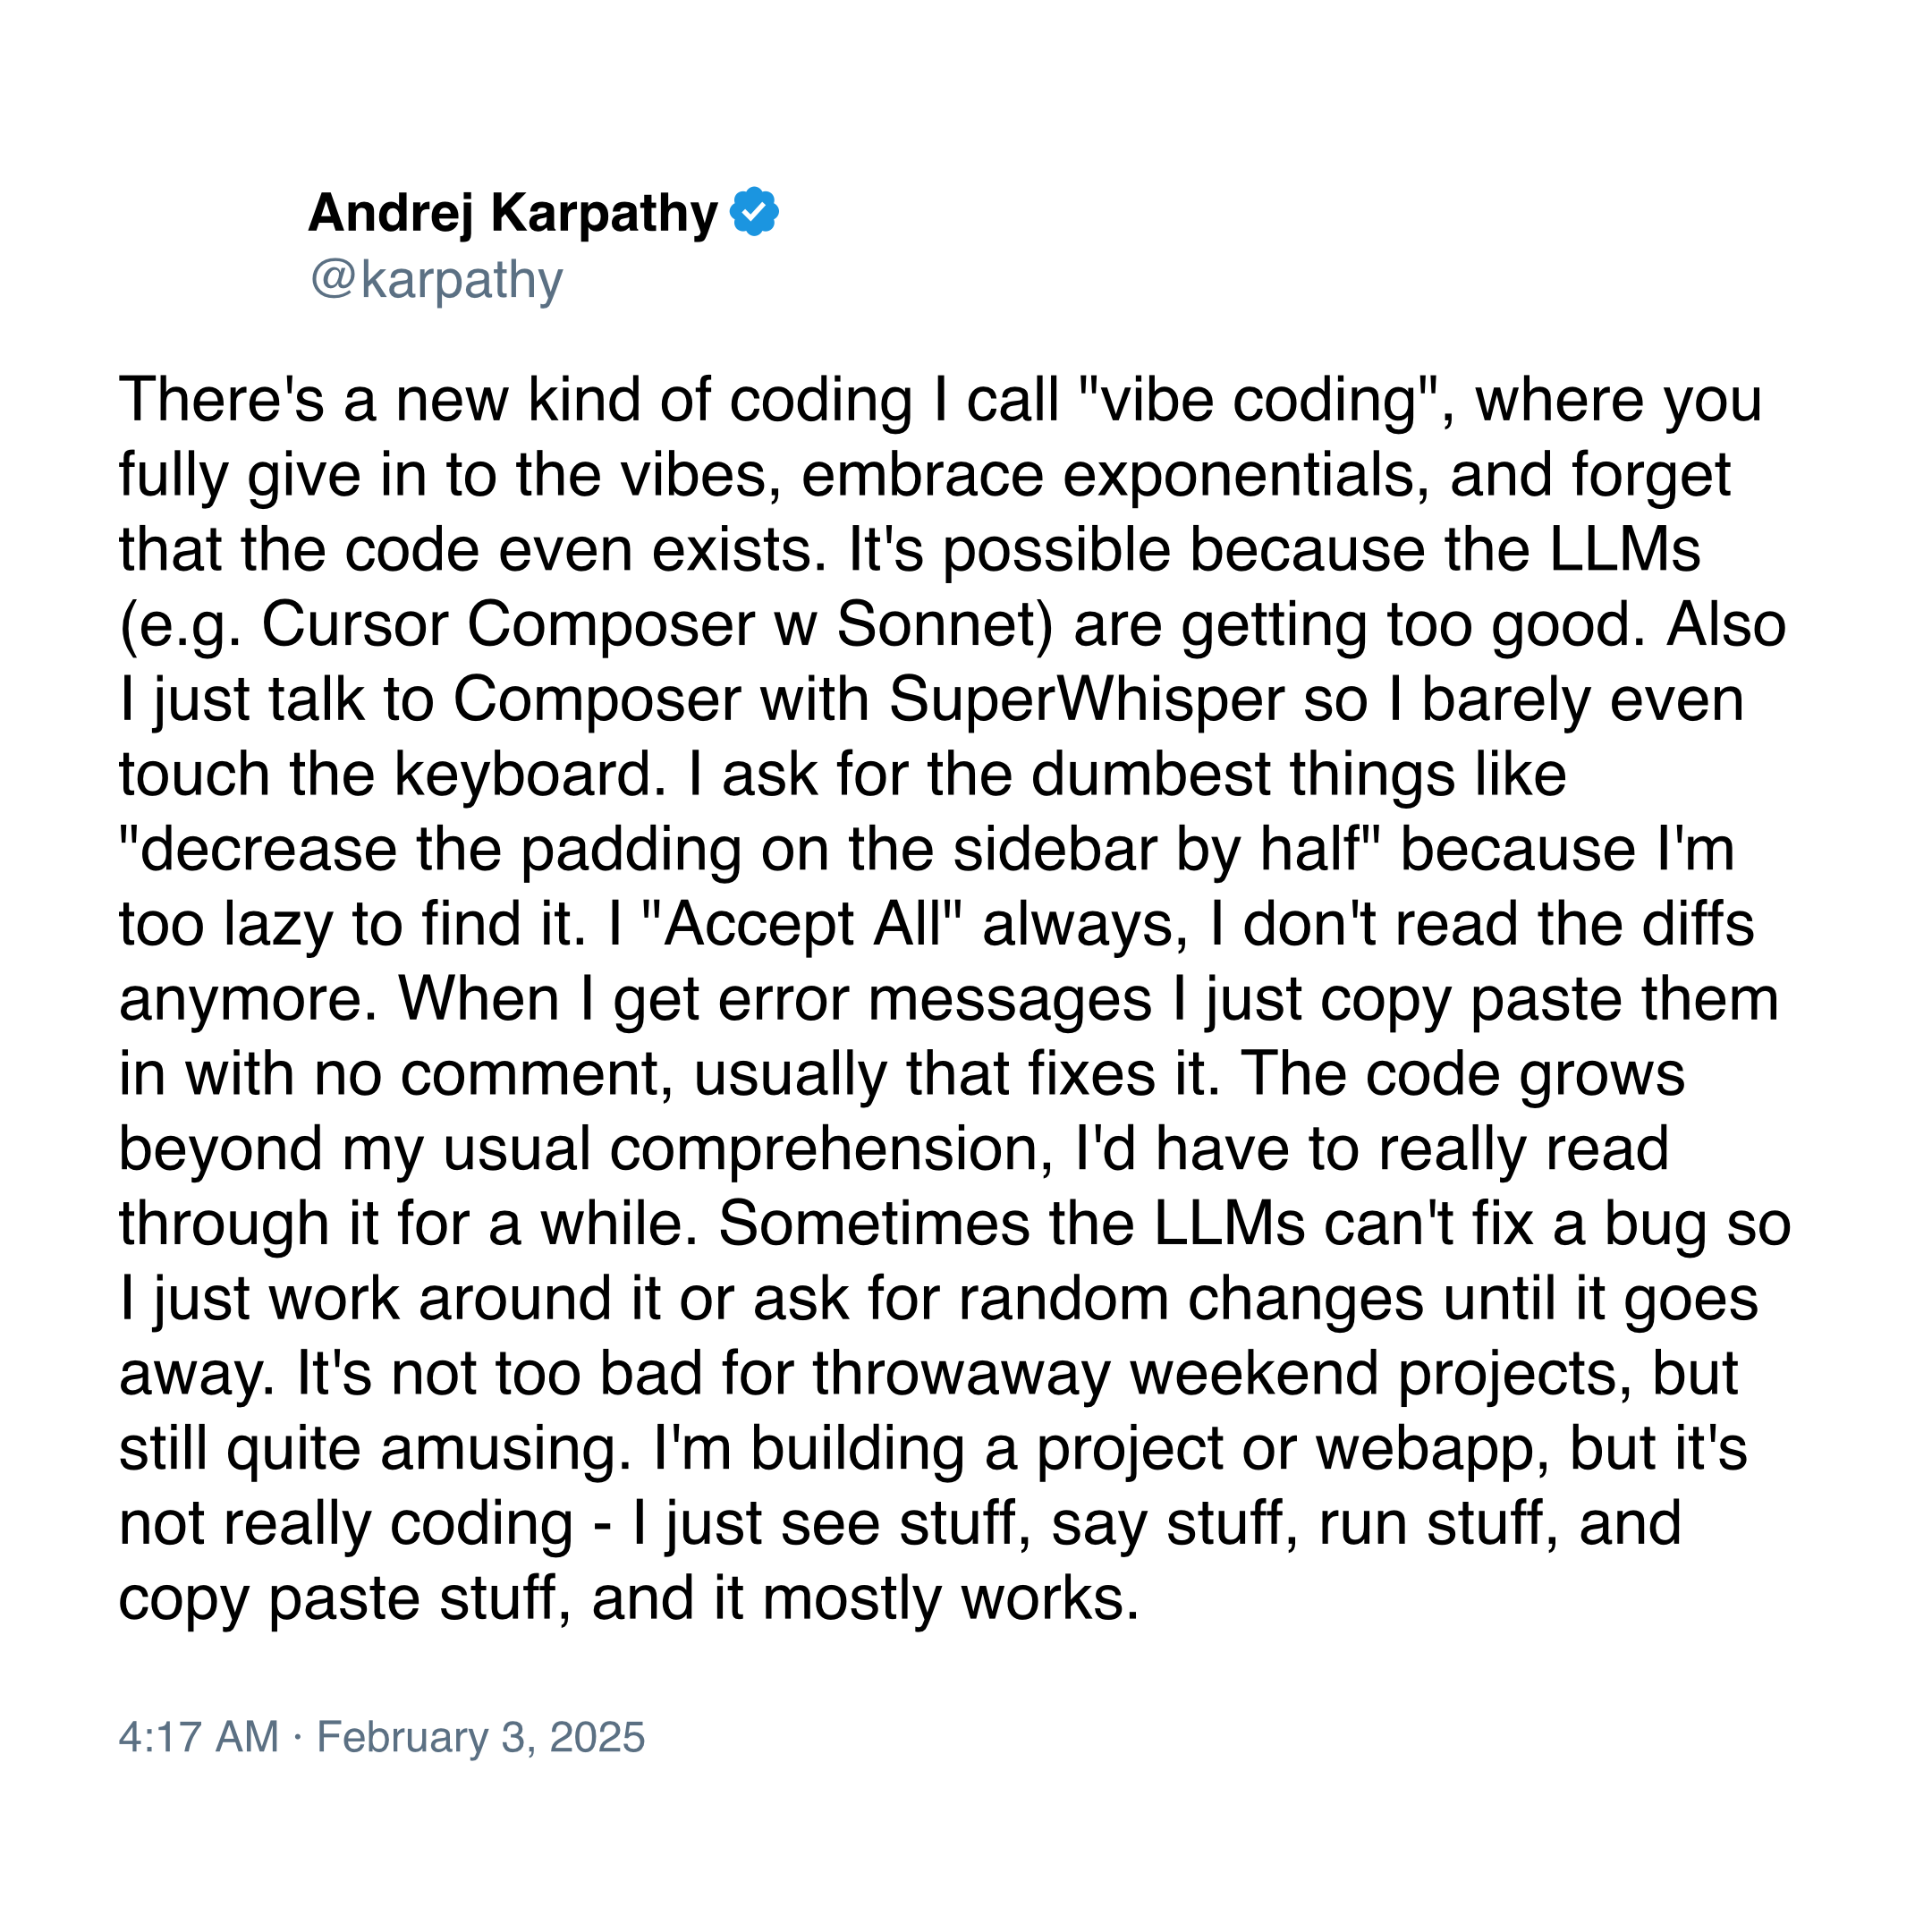 Andrej Karpathy
@karpathy
There's a new kind of coding I call "vibe coding", where you
fully give in to the vibes, embrace exponentials, and forget
that the code even exists. It's possible because the LLMs
(e.g. Cursor Composer w Sonnet) are getting too good. Also
I just talk to Composer with SuperWhisper so I barely even
touch the keyboard. I ask for the dumbest things like
"decrease the padding on the sidebar by half" because I'm
too lazy to find it. I "Accept All" always, I don't read the diffs
anymore. When I get error messages I just copy paste them
in with no comment, usually that fixes it. The code grows
beyond my usual comprehension, I'd have to really read
through it for a while. Sometimes the LLMs can't fix a bug so
I just work around it or ask for random changes until it goes
away. It's not too bad for throwaway weekend projects, but
still quite amusing. I'm building a project or webapp, but it's
not really coding - I just see stuff, say stuff, run stuff, and
copy paste stuff, and it mostly works.
4:17 AM · February 3, 2025